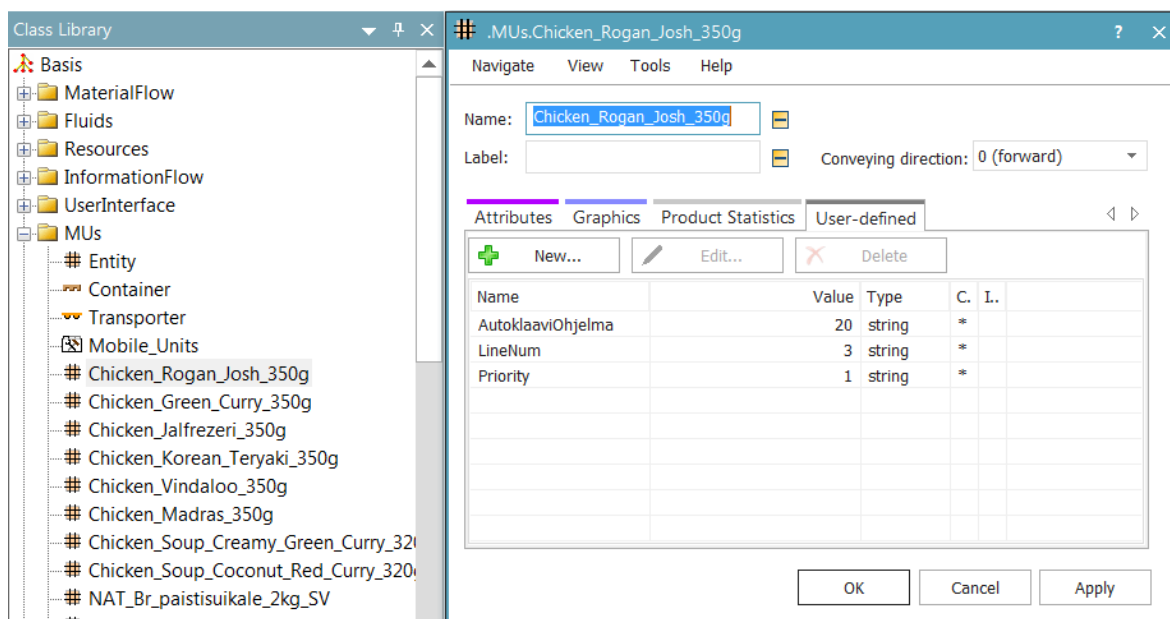 Class Library
Basis
MaterialFlow
Fluids
Resources
InformationFlow
UserInterface
MUs
Entity
Container
Transporter
Mobile_Units
Chicken_Rogan_Josh_350g
Chicken_Green_Curry_350g
Chicken_Jalfrezeri_350g
Chicken_Korean_Teryaki_350g
Chicken_Vindaloo_350g
Chicken_Madras_350g
Chicken_Soup_Creamy_Green_Curry_320
Chicken_Soup_Coconut_Red_Curry_320g
NAT_Br_paistisuikale_2kg_SV
.MUs.Chicken_Rogan_Josh_350g ?
Navigate View Tools Help
Name: Chicken_Rogan_Josh_350g
Label: Conveying direction: 0 (forward)
Attributes Graphics Product Statistics User-defined
New... Edit... Delete
Name Value Type C. I..
AutoklaaviOhjelma 20 string *
LineNum 3 string *
Priority 1 string *
OK Cancel Apply